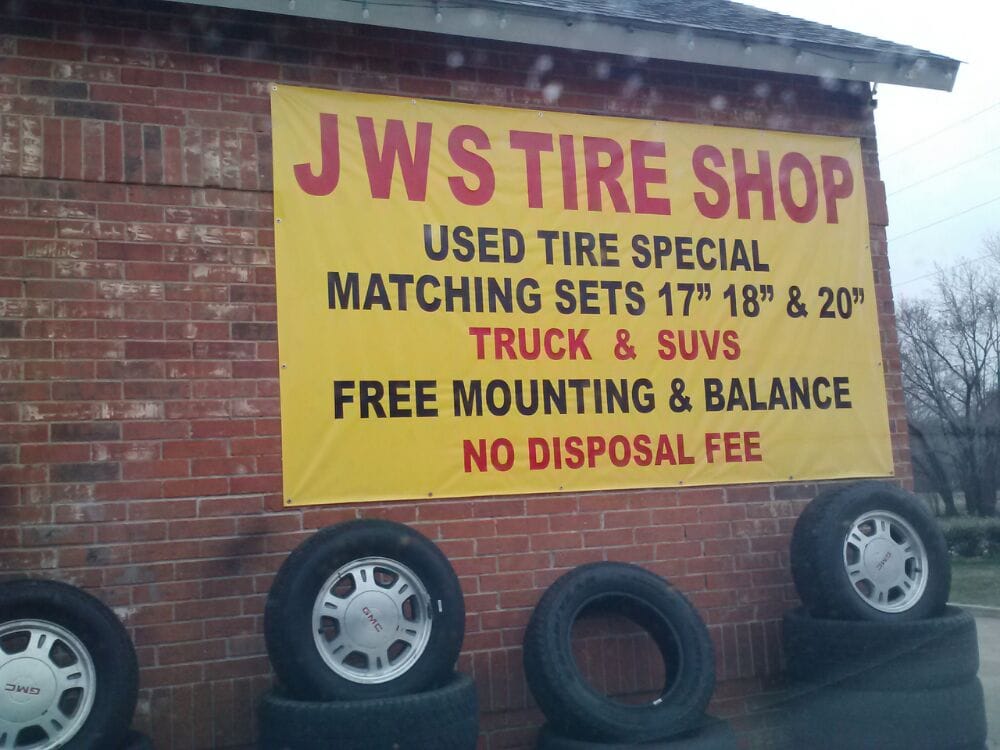 JWS TIRE SHOP
USED TIRE SPECIAL
MATCHING SETS 17” 18” & 20”
TRUCK & SUVS
FREE MOUNTING & BALANCE
NO DISPOSAL FEE
GMC
GMC
GMC